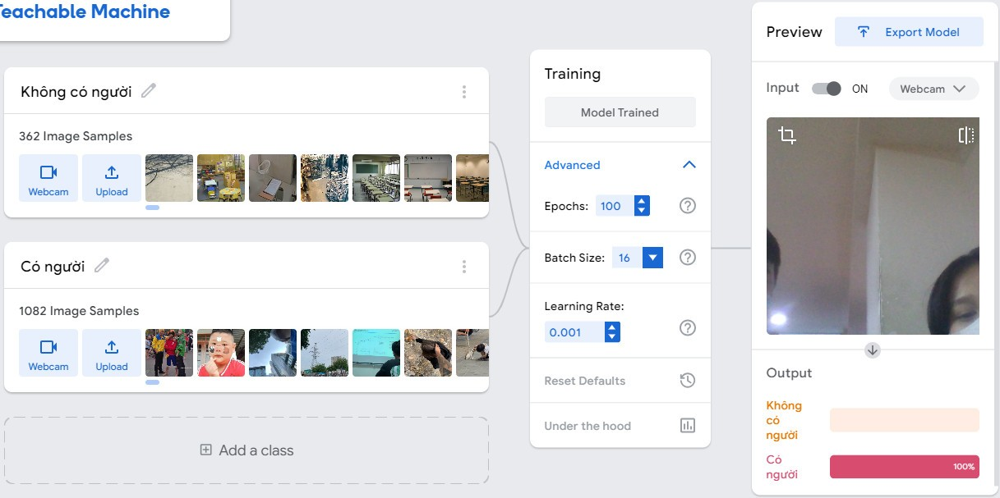 Teachable Machine
Không có người
362 Image Samples
Webcam
Upload
Có người
1082 Image Samples
Webcam
Upload
Add a class
Training
Model Trained
Advanced
Epochs: 100
Batch Size: 16
Learning Rate:
0.001
Reset Defaults
Under the hood
Preview
Export Model
Input ON Webcam
Output
Không
có
người
Có
người
100%